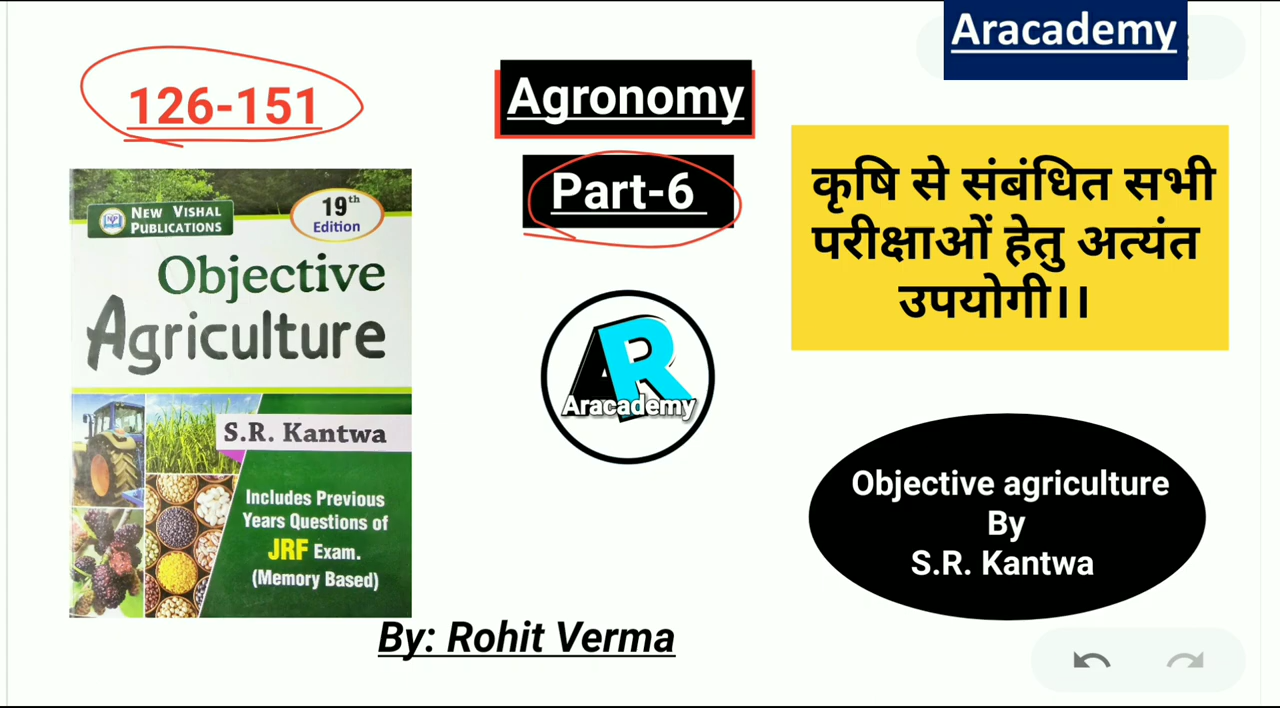 Aracademy
126-151
Agronomy
Part-6
NEW VISHAL
PUBLICATIONS
19th
Edition
Objective
Agriculture
S.R. Kantwa
Includes Previous
Years Questions of
JRF Exam.
(Memory Based)
AR
Aracademy
कृषि से संबंधित सभी
परीक्षाओं हेतु अत्यंत
उपयोगी।।
Objective agriculture
By
S.R. Kantwa
By: Rohit Verma